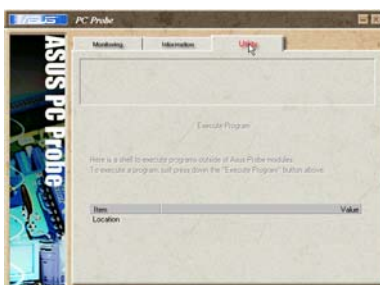 ASUS PC Probe
Monitoring Information Utility
ASUS PC Probe
Execute Program
Here is a shell to execute programs outside of Asus Probe modules.
To execute a program, just press down the "Execute Program" button above.
Item Value
Location